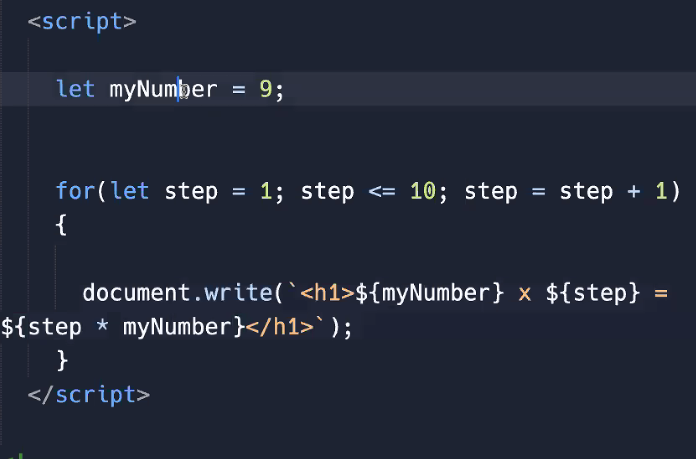 <script>
let myNumber = 9;
for(let step = 1; step <= 10; step = step + 1)
{
document.write(`<h1>${myNumber} x ${step} =
${step * myNumber}</h1>`);
}
</script>